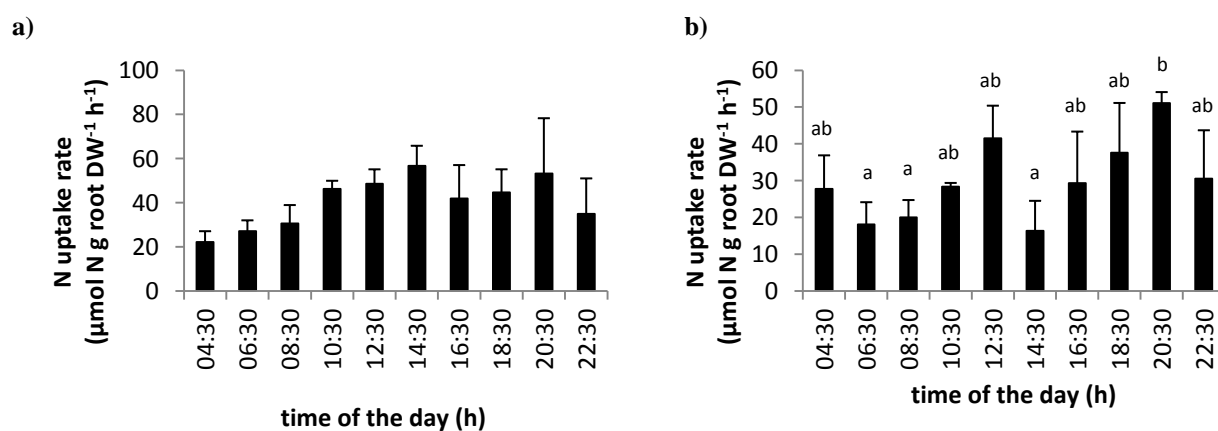 a)
N uptake rate
(µmol N g root DW⁻¹ h⁻¹)
100
80
60
40
20
0
04:30
06:30
08:30
10:30
12:30
14:30
16:30
18:30
20:30
22:30
time of the day (h)
b)
N uptake rate
(µmol N g root DW⁻¹ h⁻¹)
60
50
40
30
20
10
0
ab
a
a
ab
ab
a
ab
ab
b
ab
04:30
06:30
08:30
10:30
12:30
14:30
16:30
18:30
20:30
22:30
time of the day (h)